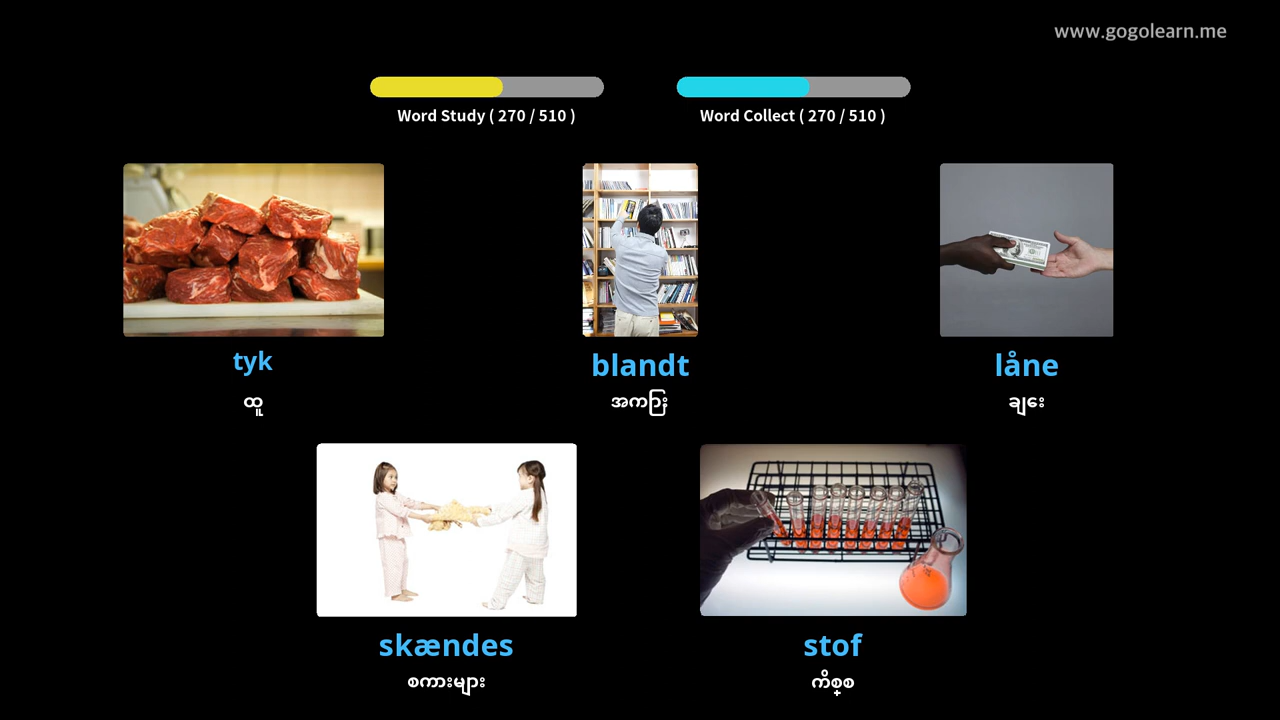 www.gogolearn.me
Word Study ( 270 / 510 )
Word Collect ( 270 / 510 )
tyk
blandt
låne
ထူ
အကြား
ချေး
skændes
stof
စကားများ
ကိစ္စ